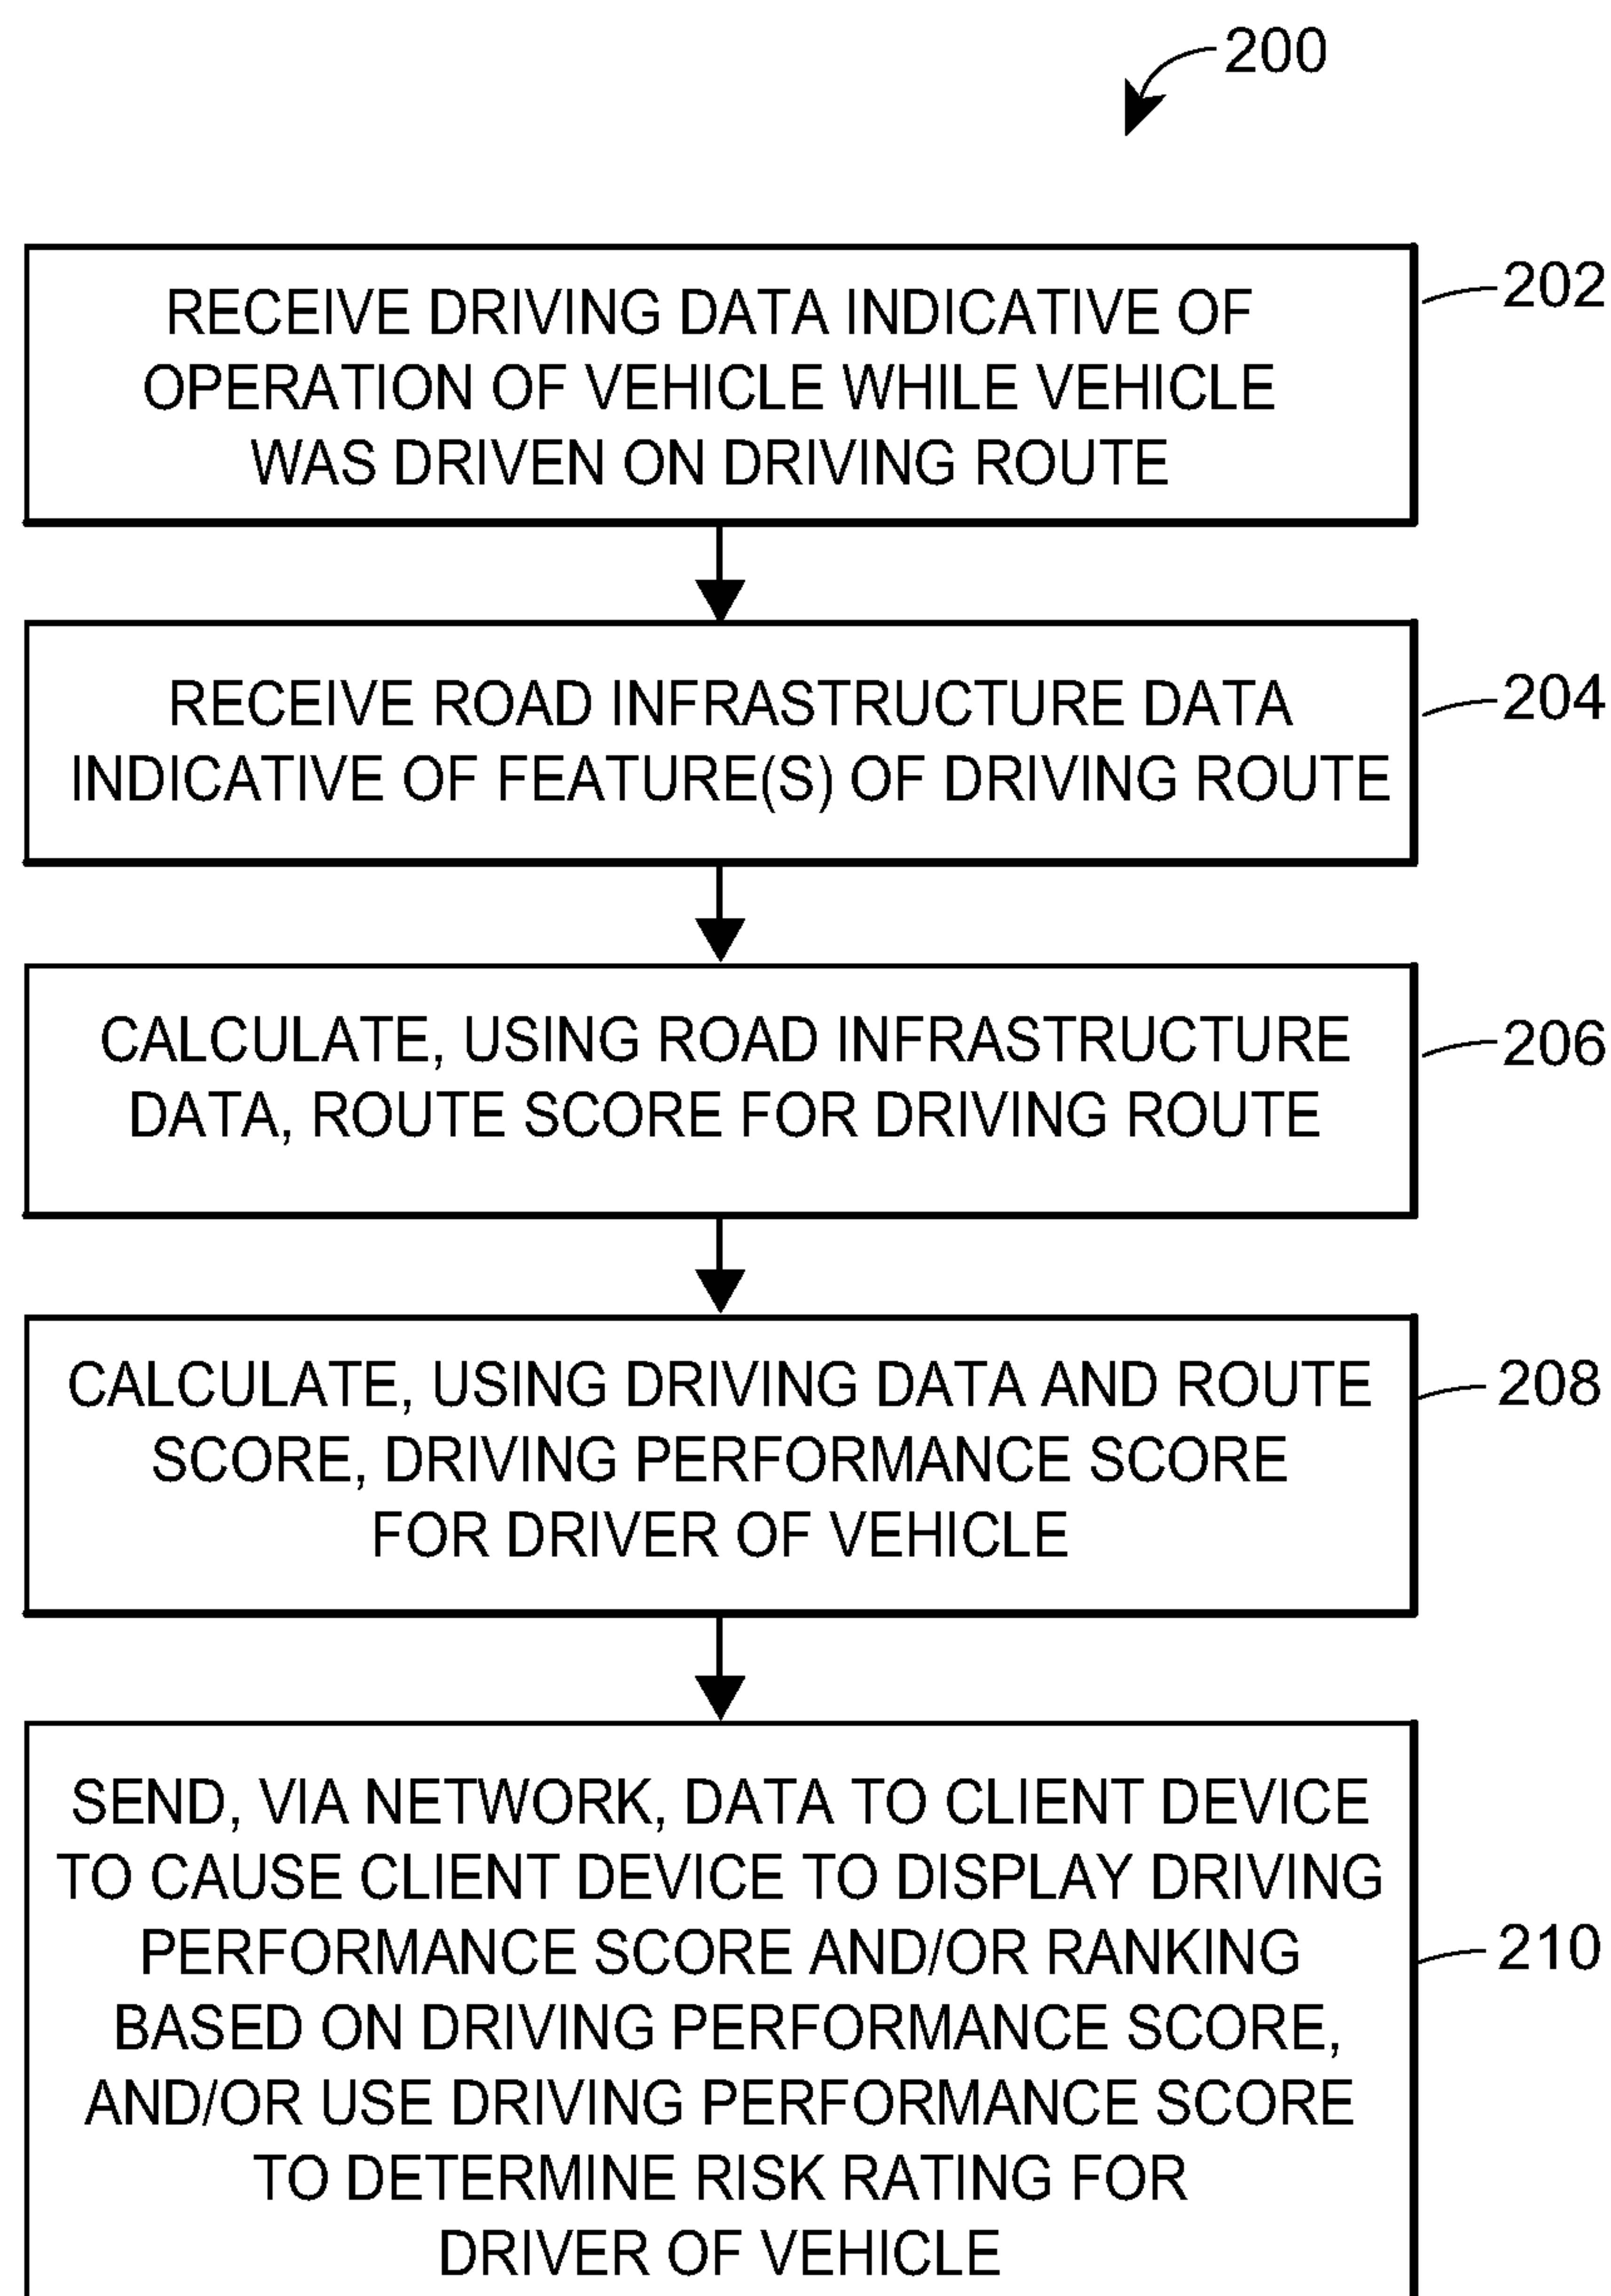 200
RECEIVE DRIVING DATA INDICATIVE OF
OPERATION OF VEHICLE WHILE VEHICLE
WAS DRIVEN ON DRIVING ROUTE
202
RECEIVE ROAD INFRASTRUCTURE DATA
INDICATIVE OF FEATURE(S) OF DRIVING ROUTE
204
CALCULATE, USING ROAD INFRASTRUCTURE
DATA, ROUTE SCORE FOR DRIVING ROUTE
206
CALCULATE, USING DRIVING DATA AND ROUTE
SCORE, DRIVING PERFORMANCE SCORE
FOR DRIVER OF VEHICLE
208
SEND, VIA NETWORK, DATA TO CLIENT DEVICE
TO CAUSE CLIENT DEVICE TO DISPLAY DRIVING
PERFORMANCE SCORE AND/OR RANKING
BASED ON DRIVING PERFORMANCE SCORE,
AND/OR USE DRIVING PERFORMANCE SCORE
TO DETERMINE RISK RATING FOR
DRIVER OF VEHICLE
210